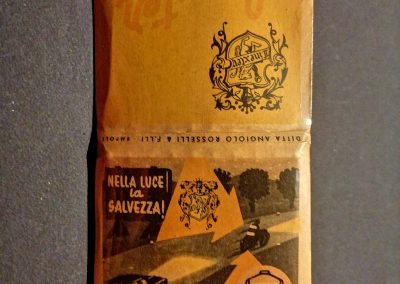 DITTA ANGIOLO ROSSELLI & F.LLI - EMPOLI
NELLA LUCE
la
SALVEZZA!